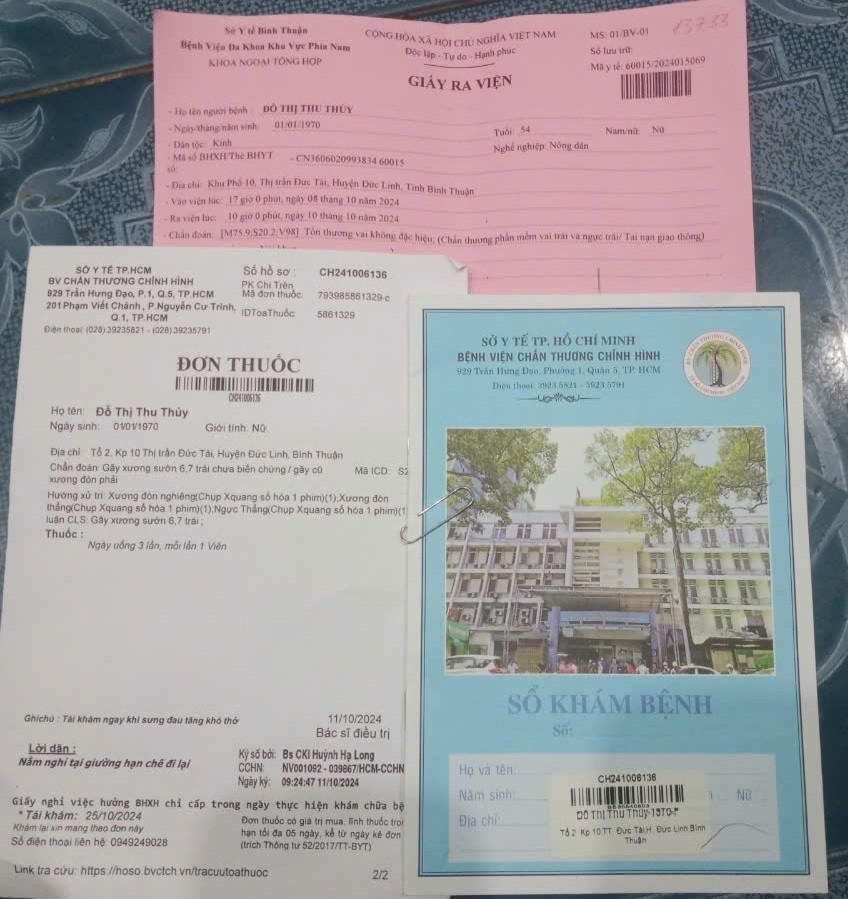 Sở Y tế Bình Thuận
Bệnh Viện Đa Khoa Khu Vực Phía Nam
KHOA NGOẠI TỔNG HỢP
CỘNG HÒA XÃ HỘI CHỦ NGHĨA VIỆT NAM
Độc lập - Tự do - Hạnh phúc
GIẤY RA VIỆN
MS: 01/BV-01
13733
Số lưu trữ:
Mã y tế: 60015/2024015069
- Họ tên người bệnh : ĐỖ THỊ THU THỦY
- Ngày/tháng/năm sinh: 01/01/1970
Tuổi: 54
Nam/nữ: Nữ
- Dân tộc: Kinh
Nghề nghiệp: Nông dân
- Mã số BHXH/Thẻ BHYT số: - CN3606020993834 60015
- Địa chỉ: Khu Phố 10, Thị trấn Đức Tài, Huyện Đức Linh, Tỉnh Bình Thuận
- Vào viện lúc: 17 giờ 0 phút, ngày 08 tháng 10 năm 2024
- Ra viện lúc: 10 giờ 0 phút, ngày 10 tháng 10 năm 2024
- Chẩn đoán: [M75.9;S20.2;V98] Tổn thương vai không đặc hiệu; (Chấn thương phần mềm vai trái và ngực trái/ Tai nạn giao thông)
SỞ Y TẾ TP.HCM
BV CHẤN THƯƠNG CHỈNH HÌNH
929 Trần Hưng Đạo, P.1, Q.5, TP.HCM
201 Phạm Viết Chánh , P.Nguyễn Cư Trinh,
Q.1, TP.HCM
Điện thoại: (028).39235821 - (028)39235791
Số hồ sơ : CH241006136
PK Chi Trên
Mã đơn thuốc: 793985861329-c
IDToaThuốc 5861329
ĐƠN THUỐC
CH241006136
Họ tên: Đỗ Thị Thu Thủy
Ngày sinh: 01/01/1970 Giới tính: Nữ
Địa chỉ: Tổ 2, Kp 10 Thị trấn Đức Tài, Huyện Đức Linh, Bình Thuận
Chẩn đoán: Gãy xương sườn 6,7 trái chưa biến chứng / gãy cũ Mã ICD: S2
xương đòn phải
Hướng xử trí: Xương đòn nghiêng(Chụp Xquang số hóa 1 phim)(1);Xương đòn
thẳng(Chụp Xquang số hóa 1 phim)(1);Ngực Thẳng(Chụp Xquang số hóa 1 phim)(1
luận CLS: Gãy xương sườn 6,7 trái ;
Thuốc :
Ngày uống 3 lần, mỗi lần 1 Viên
Ghichú : Tái khám ngay khi sưng đau tăng khó thở
11/10/2024
Bác sĩ điều trị
Lời dặn :
Nằm nghỉ tại giường hạn chế đi lại
Ký số bởi: Bs CKI Huỳnh Hạ Long
CCHN: NV001092 - 039867/HCM-CCHN
Ngày ký: 09:24:47 11/10/2024
Giấy nghỉ việc hưởng BHXH chỉ cấp trong ngày thực hiện khám chữa bệ
* Tái khám: 25/10/2024
Khám lại xin mang theo đơn này
Số điện thoại liên hệ: 0949249028
Đơn thuốc có giá trị mua, lĩnh thuốc tro
hạn tối đa 05 ngày, kể từ ngày kê đơn
(trích Thông tư 52/2017/TT-BYT)
Link tra cứu: https://hoso.bvctch.vn/tracuutoathuoc
2/2
SỞ Y TẾ TP. HỒ CHÍ MINH
BỆNH VIỆN CHẤN THƯƠNG CHỈNH HÌNH
929 Trần Hưng Đạo, Phường 1, Quận 5, TP. HCM
Điện thoại: 3923 5821 - 3923 5791
SỔ KHÁM BỆNH
Số:
Họ và tên:
Năm sinh:
Nữ
Địa chỉ:
CH241006136
Đỗ Thị Thu Thủy-1970-F
Tổ 2, Kp 10,TT. Đức Tài,H. Đức Linh Bình
Thuận